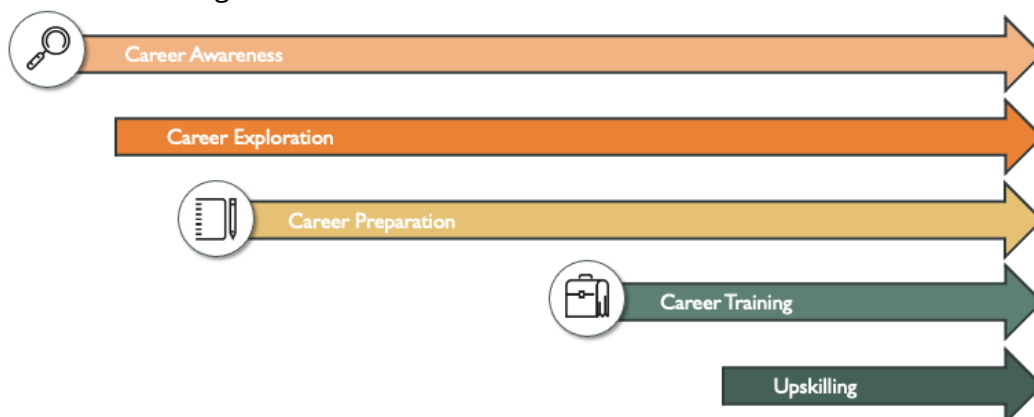 Career Awareness
Career Exploration
Career Preparation
Career Training
Upskilling